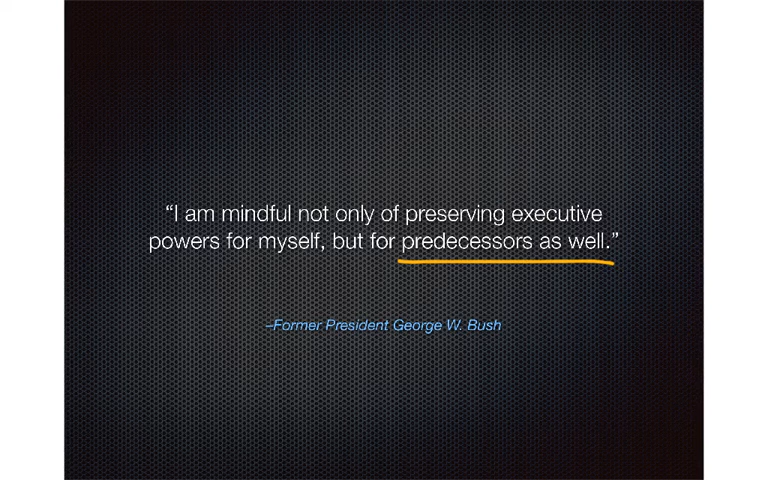 “I am mindful not only of preserving executive
powers for myself, but for predecessors as well.”
–Former President George W. Bush